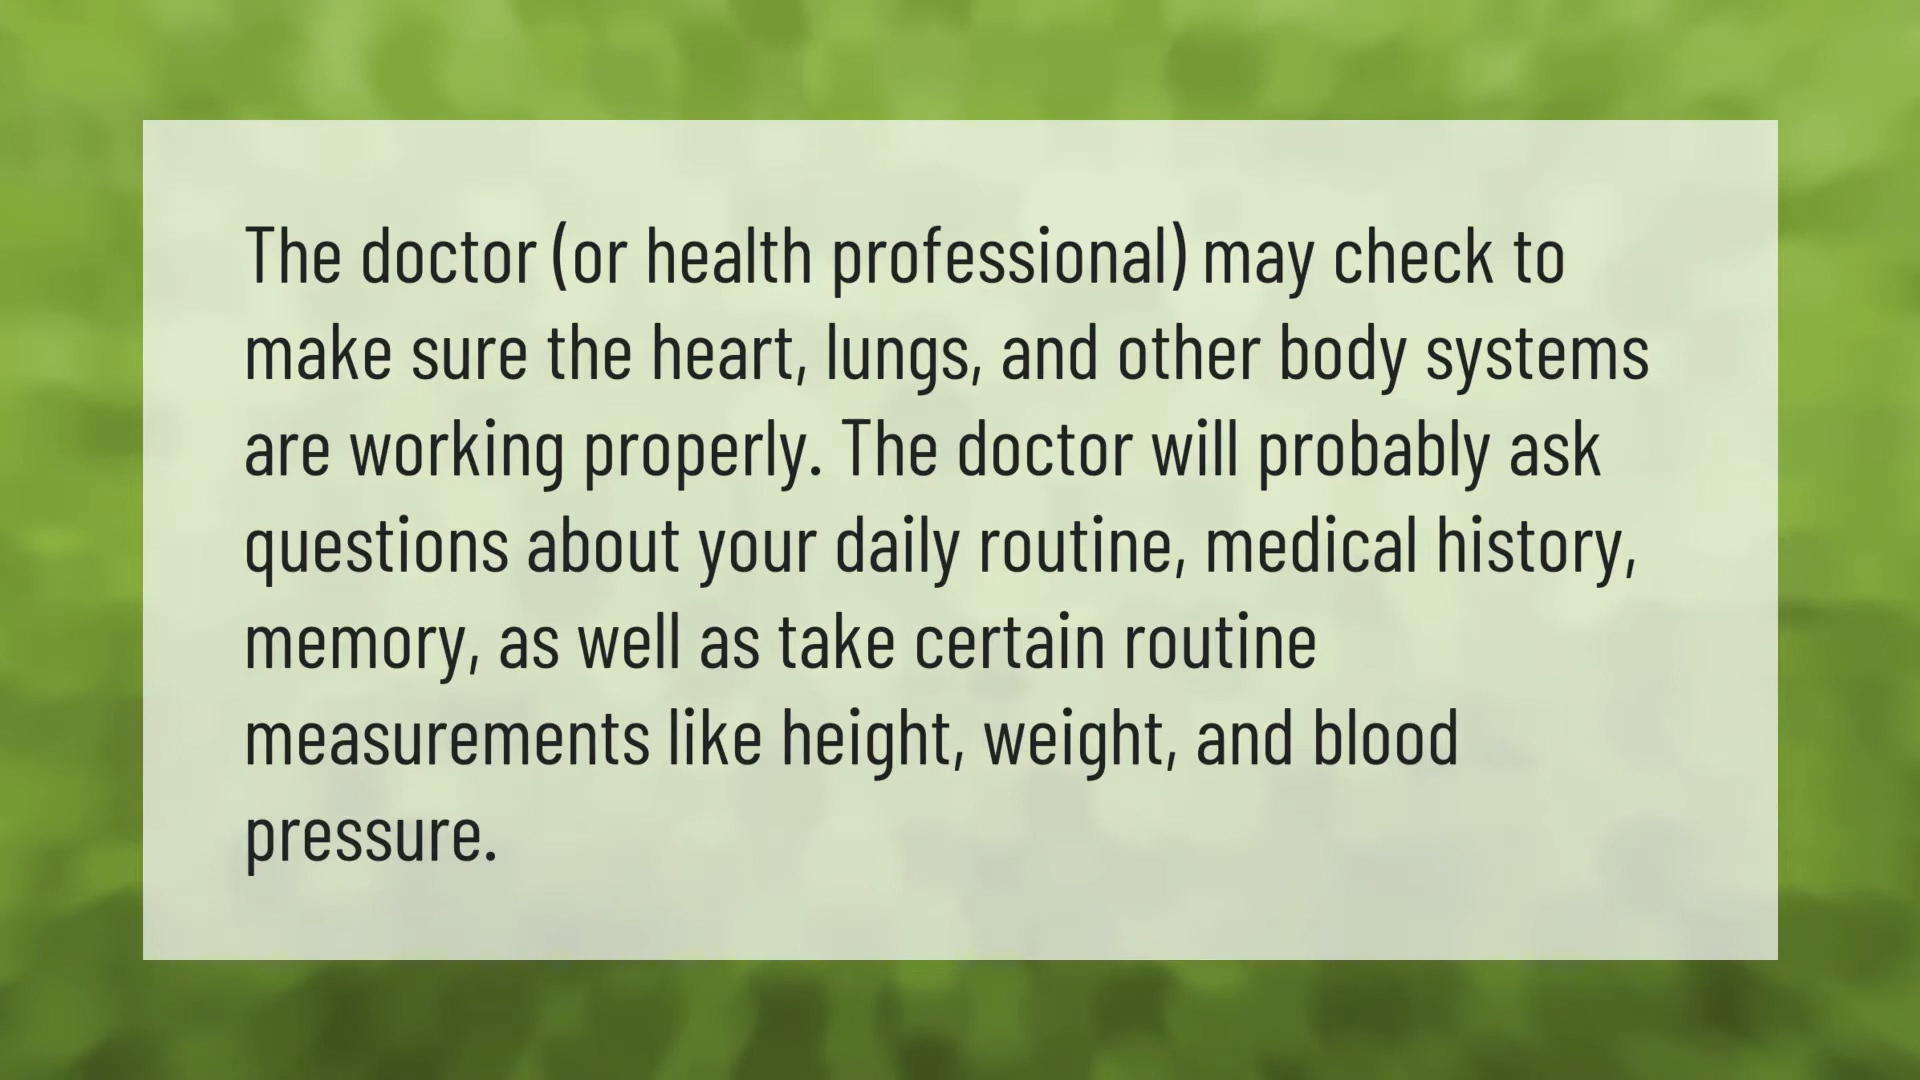 The doctor (or health professional) may check to
make sure the heart, lungs, and other body systems
are working properly. The doctor will probably ask
questions about your daily routine, medical history,
memory, as well as take certain routine
measurements like height, weight, and blood
pressure.